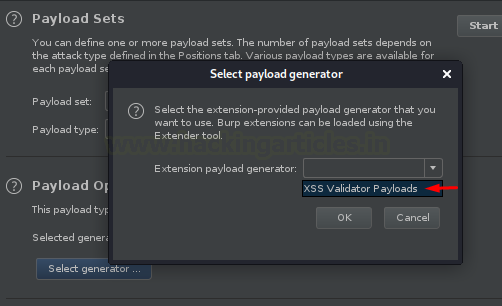 Payload Sets
Start
You can define one or more payload sets. The number of payload sets depends on
the attack type defined in the Positions tab. Various payload types are available for
each payload se
Payload set:
Payload type:
Payload Op
This payload typ
Selected genera
Select generator ...
Select payload generator
Select the extension-provided payload generator that you
want to use. Burp extensions can be loaded using the
Extender tool.
www.hackingarticles.in
Extension payload generator:
XSS Validator Payloads
OK
Cancel